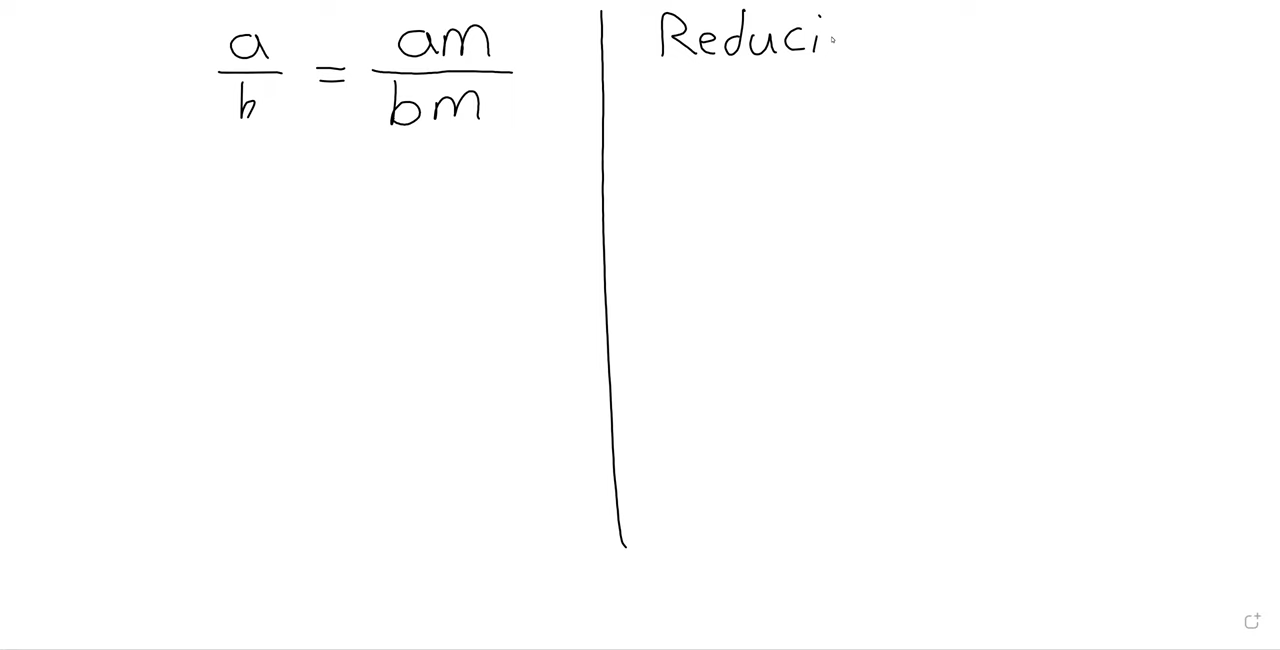 a/b = am/bm
Reduci